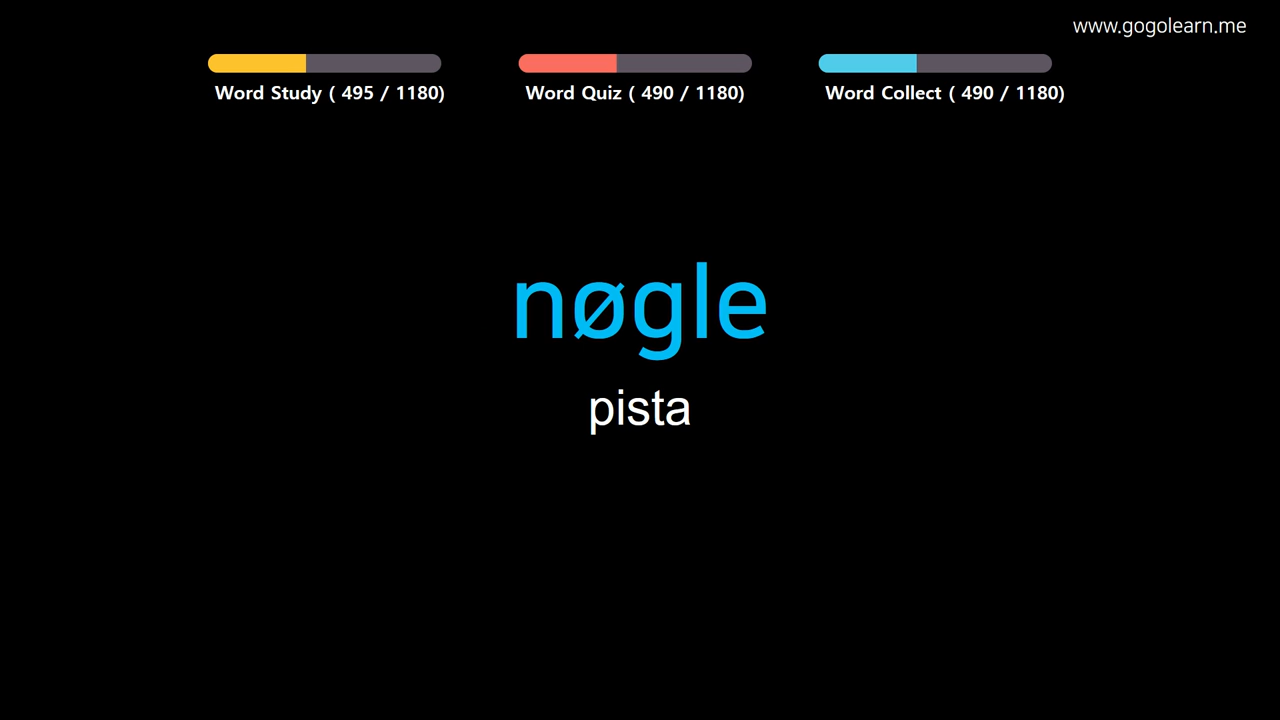 www.gogolearn.me
Word Study ( 495 / 1180)
Word Quiz ( 490 / 1180)
Word Collect ( 490 / 1180)
nøgle
pista